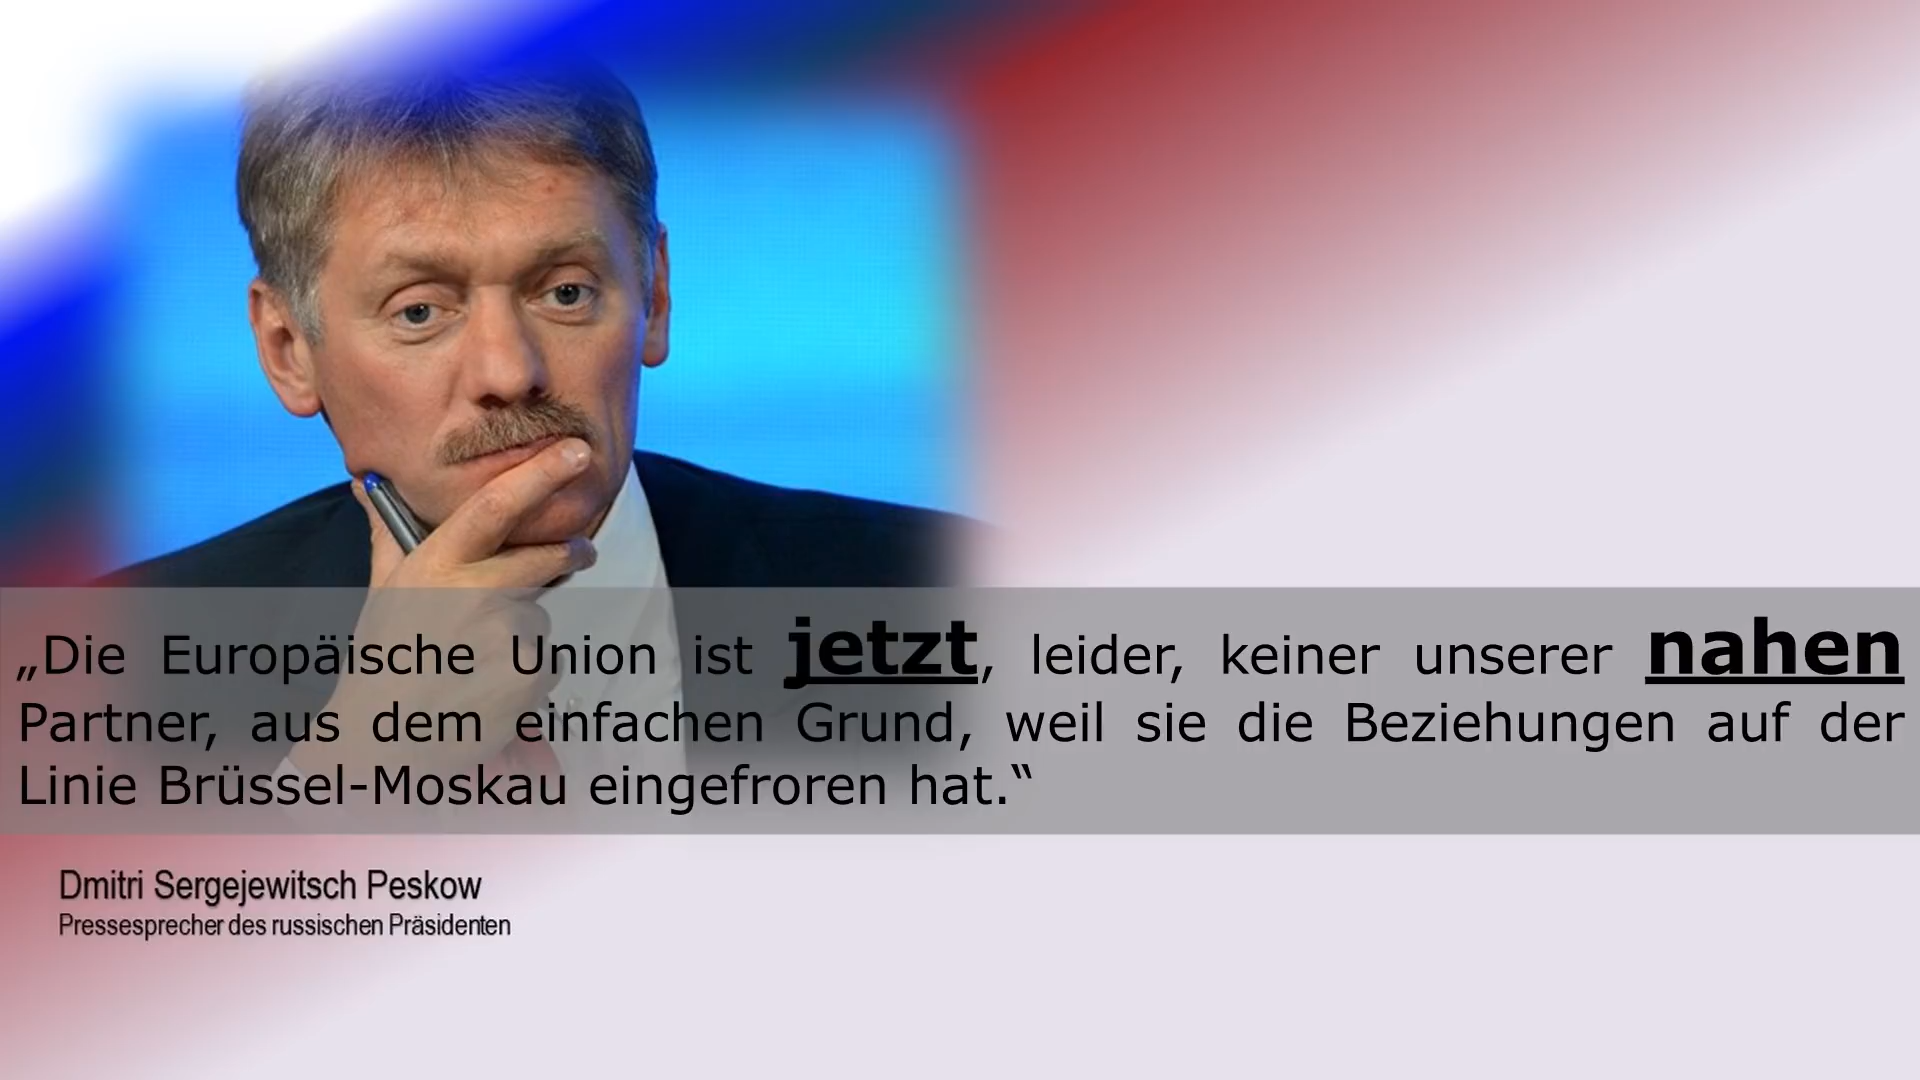 „Die Europäische Union ist jetzt, leider, keiner unserer nahen
Partner, aus dem einfachen Grund, weil sie die Beziehungen auf der
Linie Brüssel-Moskau eingefroren hat.“
Dmitri Sergejewitsch Peskow
Pressesprecher des russischen Präsidenten